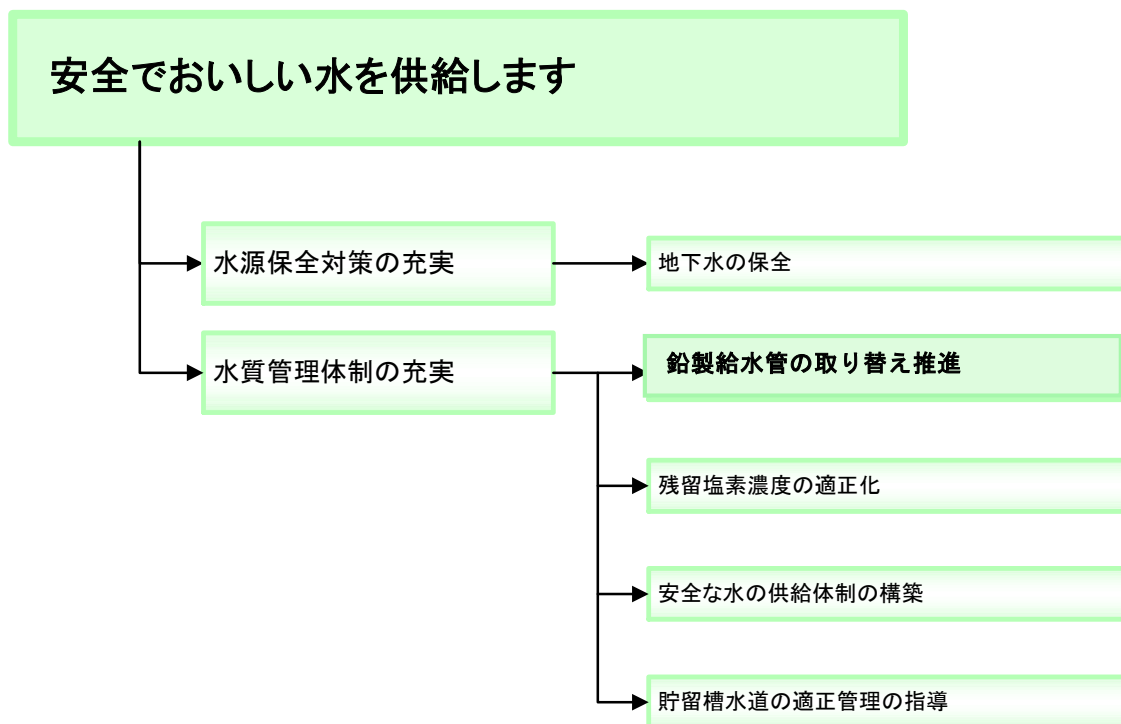 安全でおいしい水を供給します
水源保全対策の充実
地下水の保全
水質管理体制の充実
鉛製給水管の取り替え推進
残留塩素濃度の適正化
安全な水の供給体制の構築
貯留槽水道の適正管理の指導